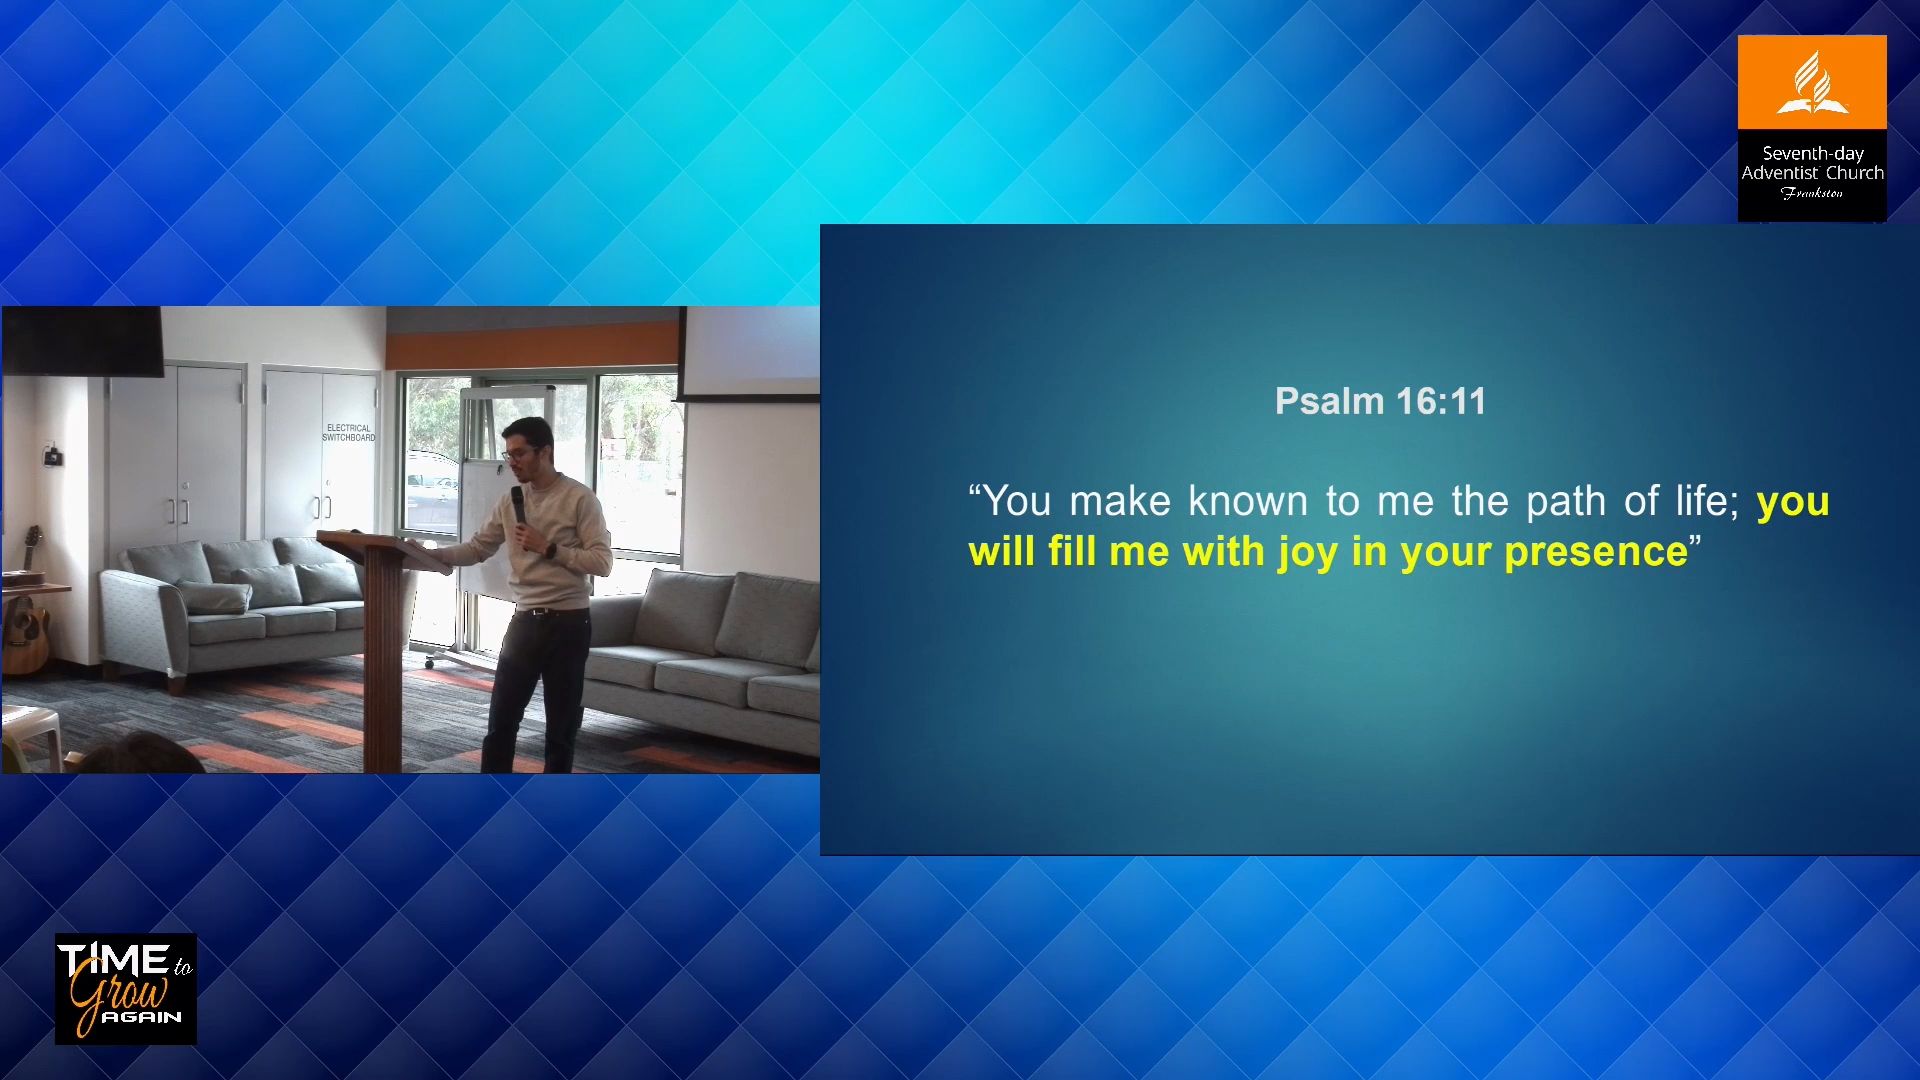 Seventh-day
Adventist Church
Frankston
ELECTRICAL
SWITCHBOARD
Psalm 16:11
“You make known to me the path of life; you
will fill me with joy in your presence”
TIME to
Grow
AGAIN